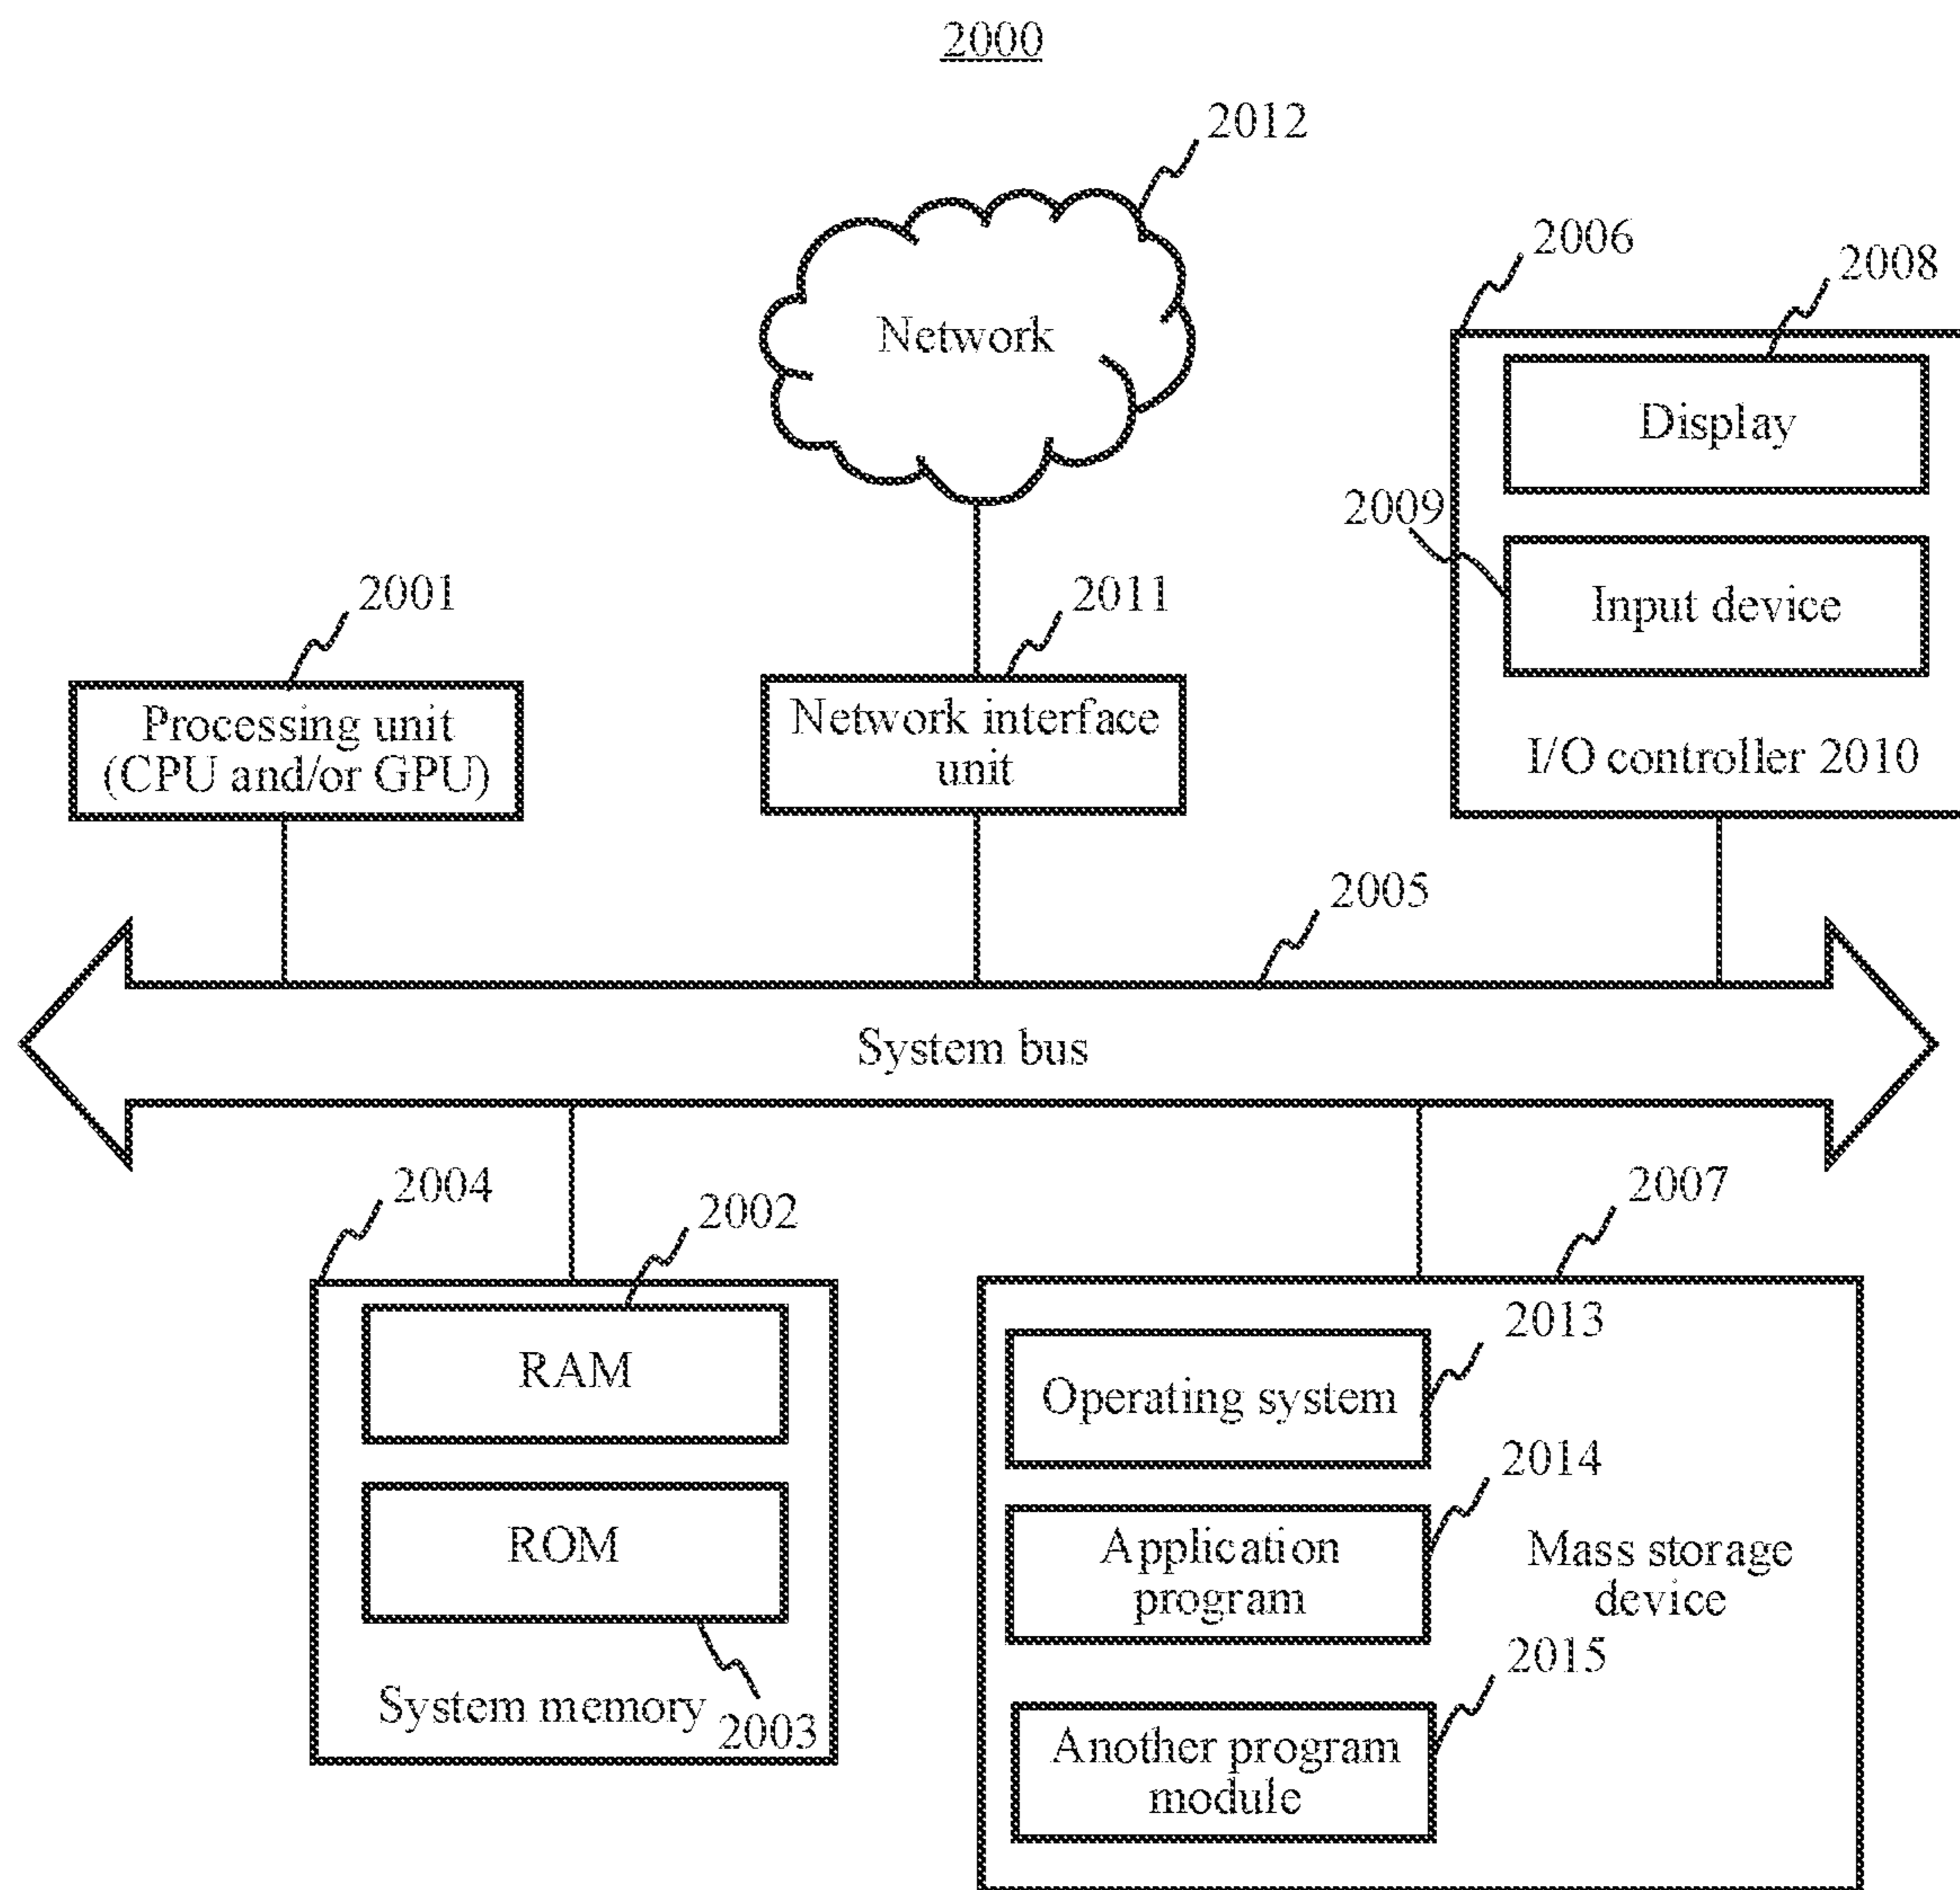 2000
2012
Network
2006
2008
Display
2009
Input device
I/O controller 2010
2001
Processing unit
(CPU and/or GPU)
2011
Network interface
unit
2005
System bus
2004
2002
RAM
ROM
System memory
2003
2007
2013
Operating system
2014
Application
program
Mass storage
device
2015
Another program
module